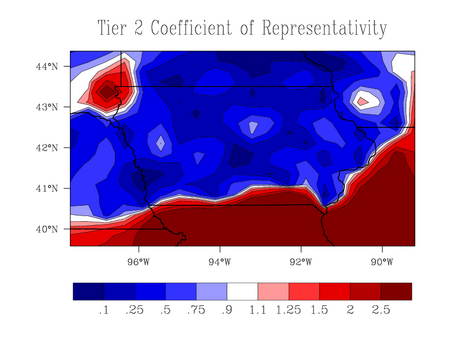 Tier 2 Coefficient of Representativity
44°N
43°N
42°N
41°N
40°N
96°W 94°W 92°W 90°W
.1 .25 .5 .75 .9 1.1 1.25 1.5 2 2.5